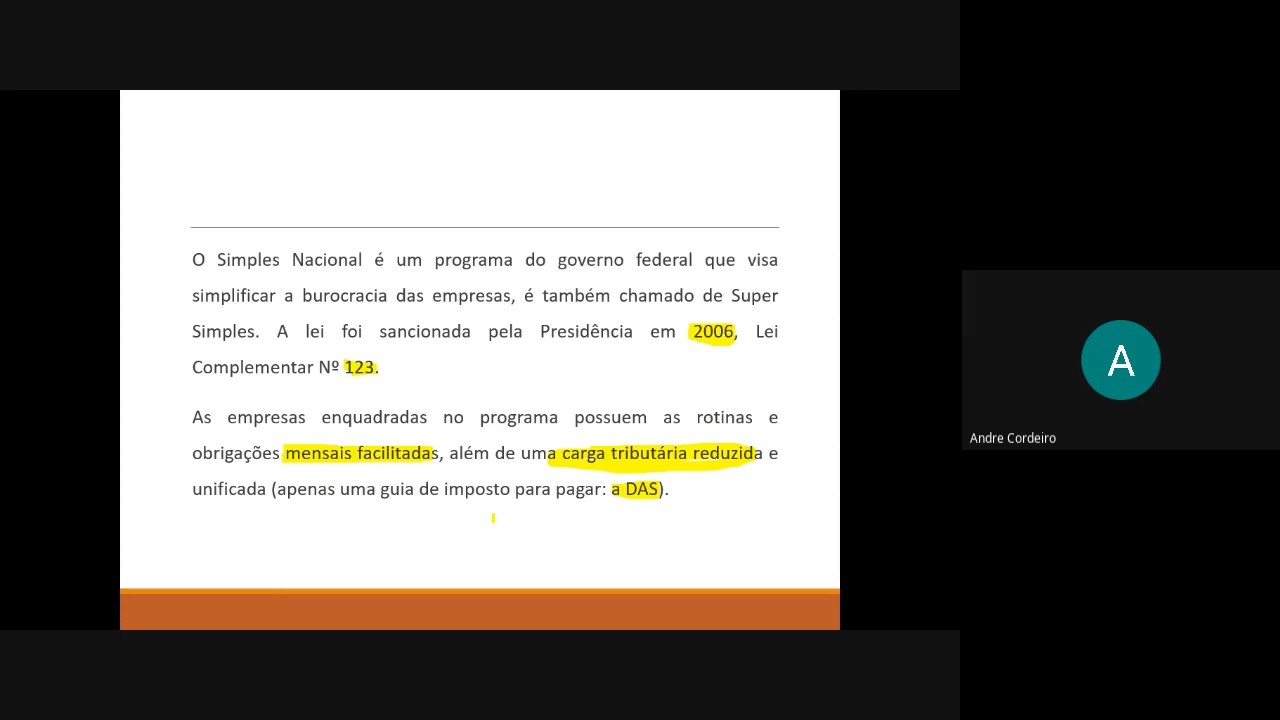 O Simples Nacional é um programa do governo federal que visa
simplificar a burocracia das empresas, é também chamado de Super
Simples. A lei foi sancionada pela Presidência em 2006, Lei
Complementar Nº 123.
As empresas enquadradas no programa possuem as rotinas e
obrigações mensais facilitadas, além de uma carga tributária reduzida e
unificada (apenas uma guia de imposto para pagar: a DAS).
A
Andre Cordeiro